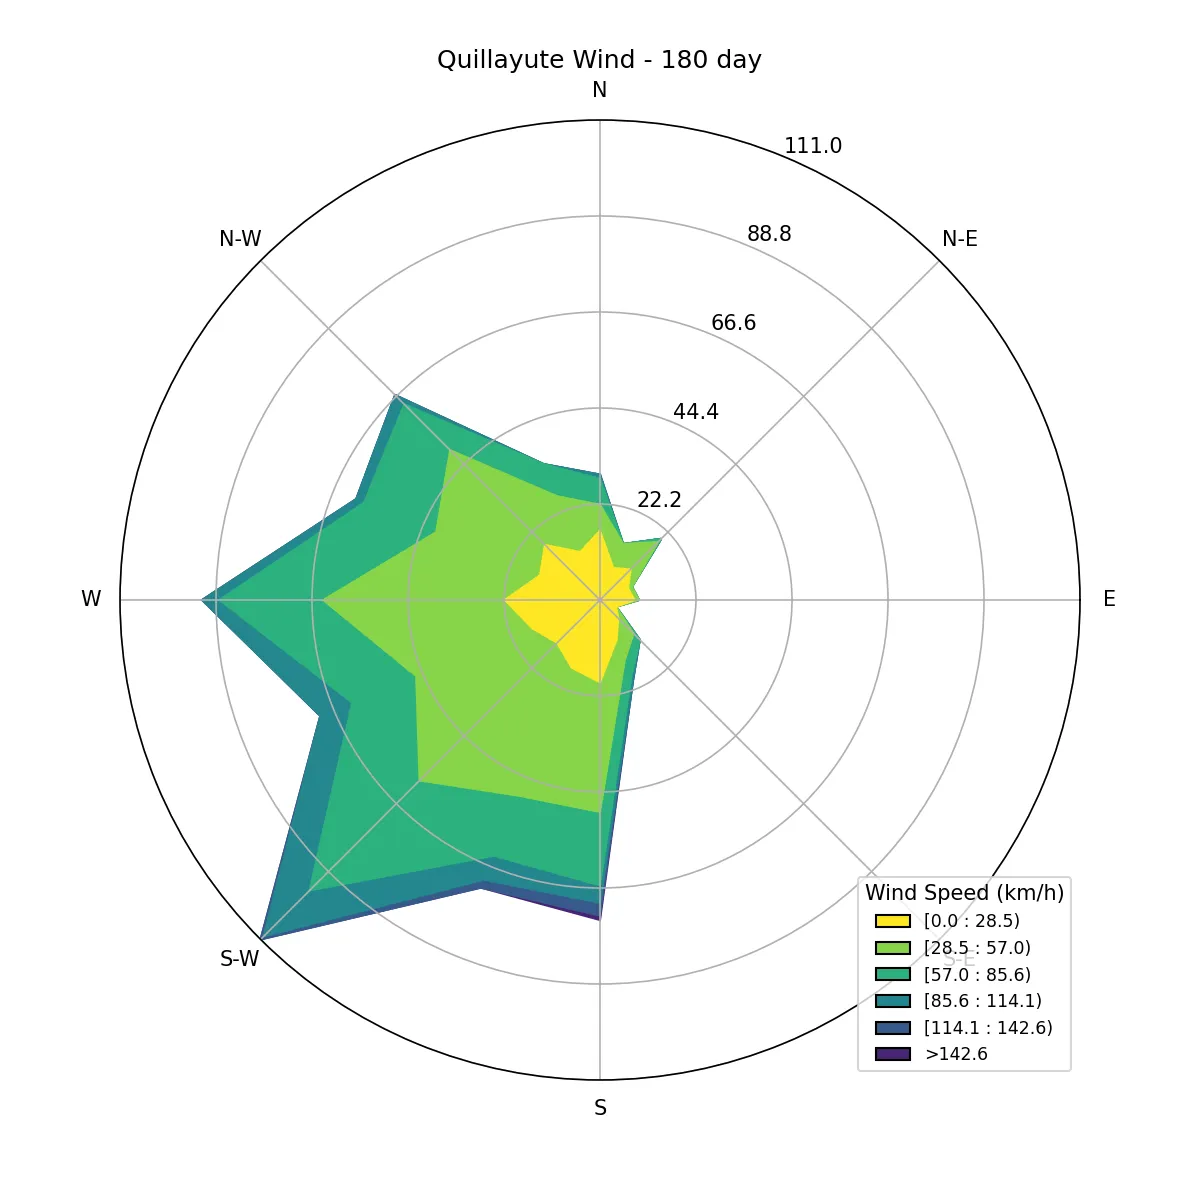 Quillayute Wind - 180 day
N
111.0
88.8
N-W
N-E
66.6
44.4
22.2
W
E
S-W
S-E
Wind Speed (km/h)
[0.0 : 28.5)
[28.5 : 57.0)
[57.0 : 85.6)
[85.6 : 114.1)
[114.1 : 142.6)
>142.6
S